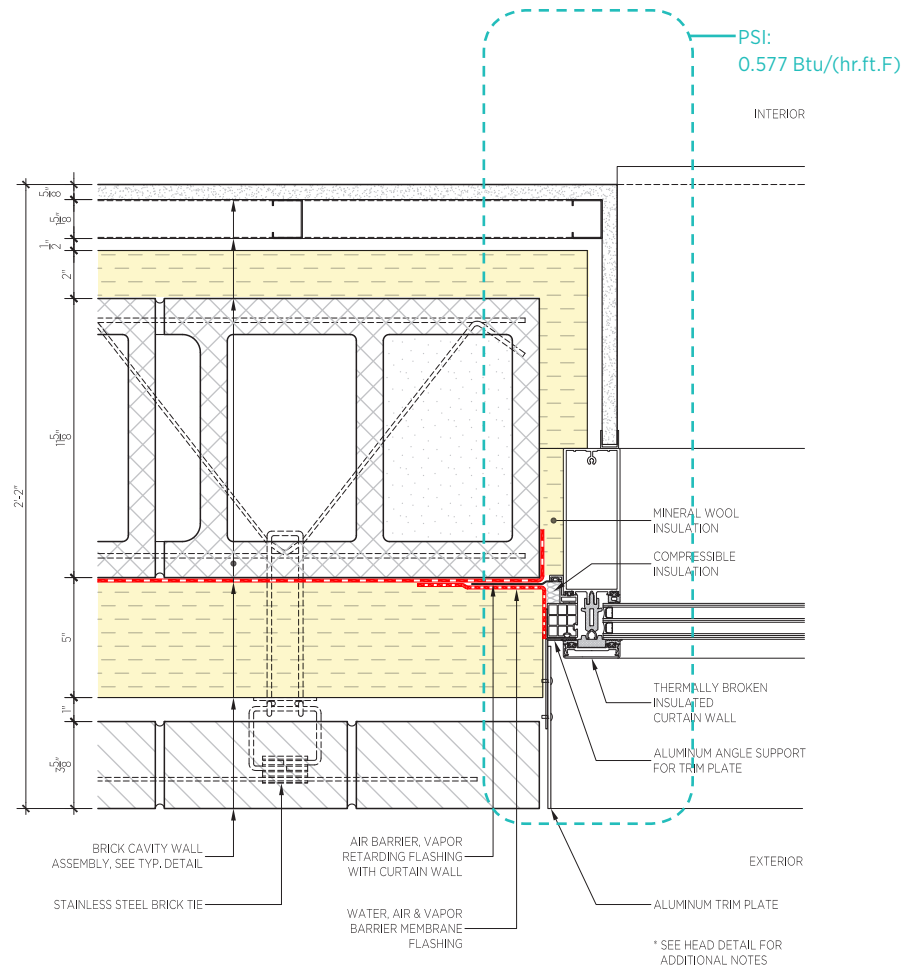 PSI:
0.577 Btu/(hr.ft.F)
INTERIOR
5/8"
1 5/8"
1/2"
2"
11 5/8"
2'-2"
5"
1"
3 5/8"
MINERAL WOOL
INSULATION
COMPRESSIBLE
INSULATION
THERMALLY BROKEN
INSULATED
CURTAIN WALL
ALUMINUM ANGLE SUPPORT
FOR TRIM PLATE
BRICK CAVITY WALL
ASSEMBLY, SEE TYP. DETAIL
STAINLESS STEEL BRICK TIE
AIR BARRIER, VAPOR
RETARDING FLASHING
WITH CURTAIN WALL
WATER, AIR & VAPOR
BARRIER MEMBRANE
FLASHING
EXTERIOR
ALUMINUM TRIM PLATE
* SEE HEAD DETAIL FOR
ADDITIONAL NOTES